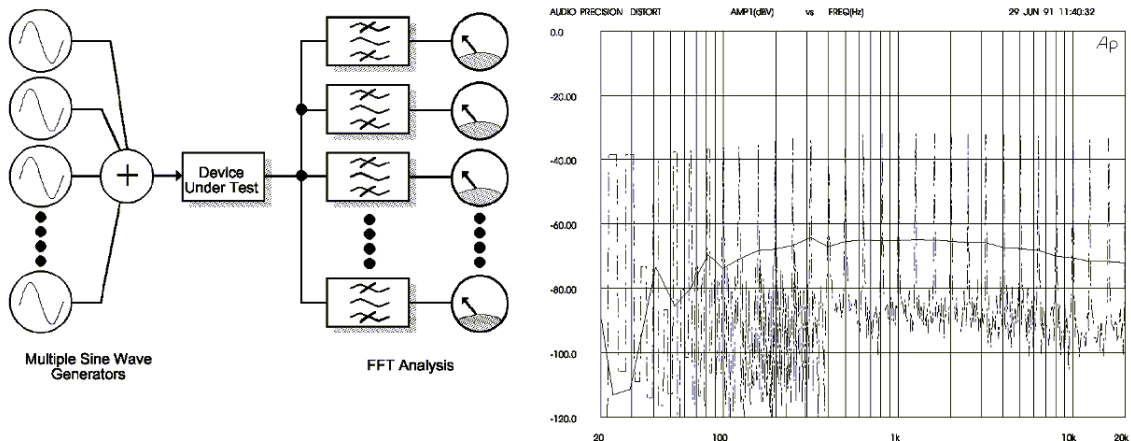 Device
Under Test
Multiple Sine Wave
Generators
FFT Analysis
AUDIO PRECISION DISTORT AMP1(dBV) vs FREQ(Hz) 29 JUN 91 11:40:32
0.0
Ap
-20.00
-40.00
-60.00
-80.00
-100.0
-120.0
20 100 1k 10k 20k